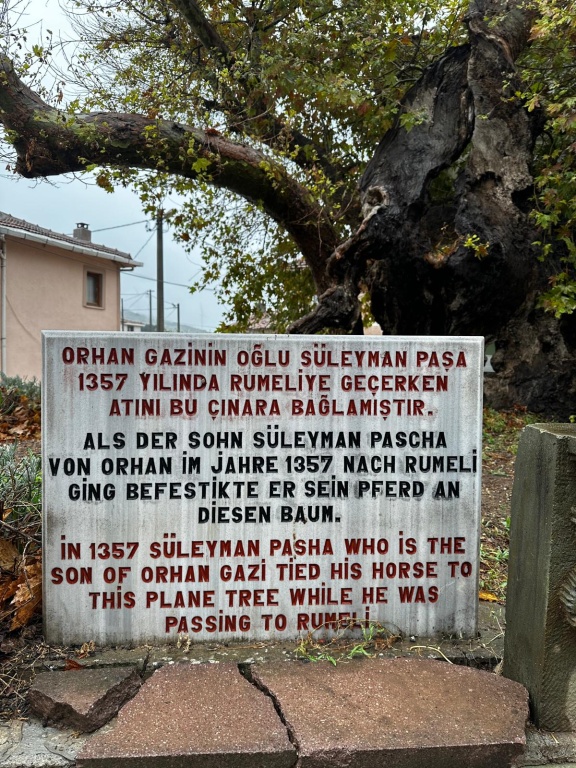 ORHAN GAZİNİN OĞLU SÜLEYMAN PAŞA
1357 YILINDA RUMELİYE GEÇERKEN
ATINI BU ÇINARA BAĞLAMIŞTIR.
ALS DER SOHN SÜLEYMAN PASCHA
VON ORHAN İM JAHRE 1357 NACH RUMELİ
GİNG BEFESTİKTE ER SEİN PFERD AN
DİESEN BAUM.
İN 1357 SÜLEYMAN PASHA WHO İS THE
SON OF ORHAN GAZİ TİED HİS HORSE TO
THİS PLANE TREE WHİLE HE WAS
PASSİNG TO RUMELİ